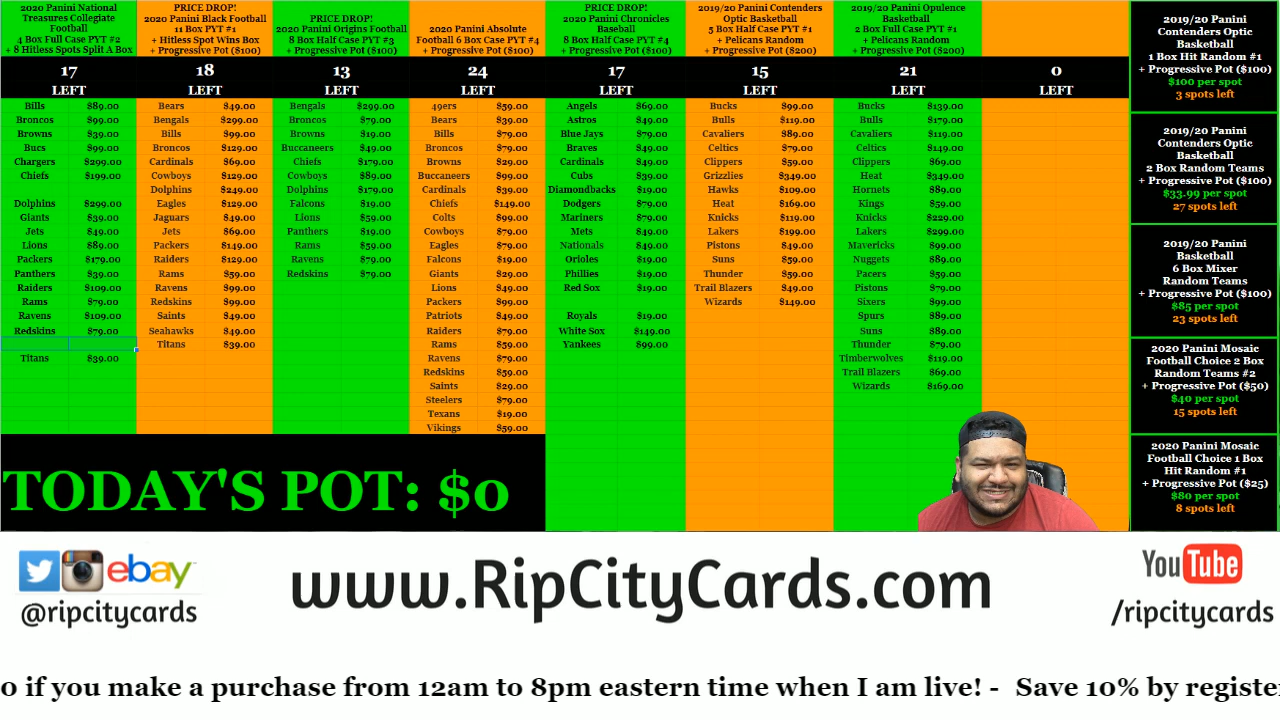 2020 Panini National
Treasures Collegiate
Football
4 Box Full Case PYT #2
+ 8 Hitless Spots Split A Box
17
LEFT
Bills $89.00
Broncos $99.00
Browns $39.00
Bucs $99.00
Chargers $299.00
Chiefs $199.00
Dolphins $299.00
Giants $39.00
Jets $49.00
Lions $89.00
Packers $179.00
Panthers $39.00
Raiders $109.00
Rams $79.00
Ravens $109.00
Redskins $79.00
Titans $39.00
PRICE DROP!
2020 Panini Black Football
11 Box PYT #1
+ Hitless Spot Wins Box
+ Progressive Pot ($100)
18
LEFT
Bears $49.00
Bengals $299.00
Bills $99.00
Broncos $129.00
Cardinals $69.00
Cowboys $129.00
Dolphins $249.00
Eagles $129.00
Jaguars $49.00
Jets $69.00
Packers $149.00
Raiders $129.00
Rams $59.00
Ravens $99.00
Redskins $99.00
Saints $49.00
Seahawks $49.00
Titans $39.00
PRICE DROP!
2020 Panini Origins Football
8 Box Half Case PYT #3
+ Progressive Pot ($100)
13
LEFT
Bengals $299.00
Broncos $79.00
Browns $19.00
Buccaneers $49.00
Chiefs $179.00
Cowboys $89.00
Dolphins $179.00
Falcons $19.00
Lions $59.00
Panthers $19.00
Rams $59.00
Ravens $79.00
Redskins $79.00
2020 Panini Absolute
Football 6 Box Case PYT #4
+ Progressive Pot ($100)
24
LEFT
49ers $59.00
Bears $39.00
Bills $79.00
Broncos $79.00
Browns $29.00
Buccaneers $99.00
Cardinals $39.00
Chiefs $149.00
Colts $99.00
Cowboys $79.00
Eagles $79.00
Falcons $19.00
Giants $29.00
Lions $49.00
Packers $99.00
Patriots $49.00
Raiders $79.00
Rams $59.00
Ravens $79.00
Redskins $59.00
Saints $29.00
Steelers $79.00
Texans $19.00
Vikings $59.00
PRICE DROP!
2020 Panini Chronicles
Baseball
8 Box Half Case PYT #4
+ Progressive Pot ($100)
17
LEFT
Angels $69.00
Astros $49.00
Blue Jays $79.00
Braves $49.00
Cardinals $49.00
Cubs $39.00
Diamondbacks $19.00
Dodgers $79.00
Mariners $79.00
Mets $49.00
Nationals $49.00
Orioles $19.00
Phillies $19.00
Red Sox $19.00
Royals $19.00
White Sox $149.00
Yankees $99.00
2019/20 Panini Contenders
Optic Basketball
5 Box Half Case PYT #1
+ Pelicans Random
+ Progressive Pot ($200)
15
LEFT
Bucks $99.00
Bulls $119.00
Cavaliers $89.00
Celtics $79.00
Clippers $59.00
Grizzlies $349.00
Hawks $109.00
Heat $169.00
Knicks $119.00
Lakers $199.00
Pistons $49.00
Suns $59.00
Thunder $59.00
Trail Blazers $49.00
Wizards $149.00
2019/20 Panini Opulence
Basketball
2 Box Full Case PYT #1
+ Pelicans Random
+ Progressive Pot ($200)
21
LEFT
Bucks $139.00
Bulls $179.00
Cavaliers $119.00
Celtics $149.00
Clippers $69.00
Heat $349.00
Hornets $89.00
Kings $59.00
Knicks $229.00
Lakers $299.00
Mavericks $99.00
Nuggets $89.00
Pacers $59.00
Pistons $79.00
Sixers $99.00
Spurs $89.00
Suns $89.00
Thunder $79.00
Timberwolves $119.00
Trail Blazers $69.00
Wizards $169.00
0
LEFT
2019/20 Panini
Contenders Optic
Basketball
1 Box Hit Random #1
+ Progressive Pot ($100)
$100 per spot
3 spots left
2019/20 Panini
Contenders Optic
Basketball
2 Box Random Teams
+ Progressive Pot ($100)
$33.99 per spot
27 spots left
2019/20 Panini
Basketball
6 Box Mixer
Random Teams
+ Progressive Pot ($100)
$85 per spot
23 spots left
2020 Panini Mosaic
Football Choice 2 Box
Random Teams #2
+ Progressive Pot ($50)
$40 per spot
15 spots left
2020 Panini Mosaic
Football Choice 1 Box
Hit Random #1
+ Progressive Pot ($25)
$80 per spot
8 spots left
TODAY'S POT: $0
ebay
@ripcitycards
www.RipCityCards.com
YouTube
/ripcitycards
0 if you make a purchase from 12am to 8pm eastern time when I am live! - Save 10% by registe